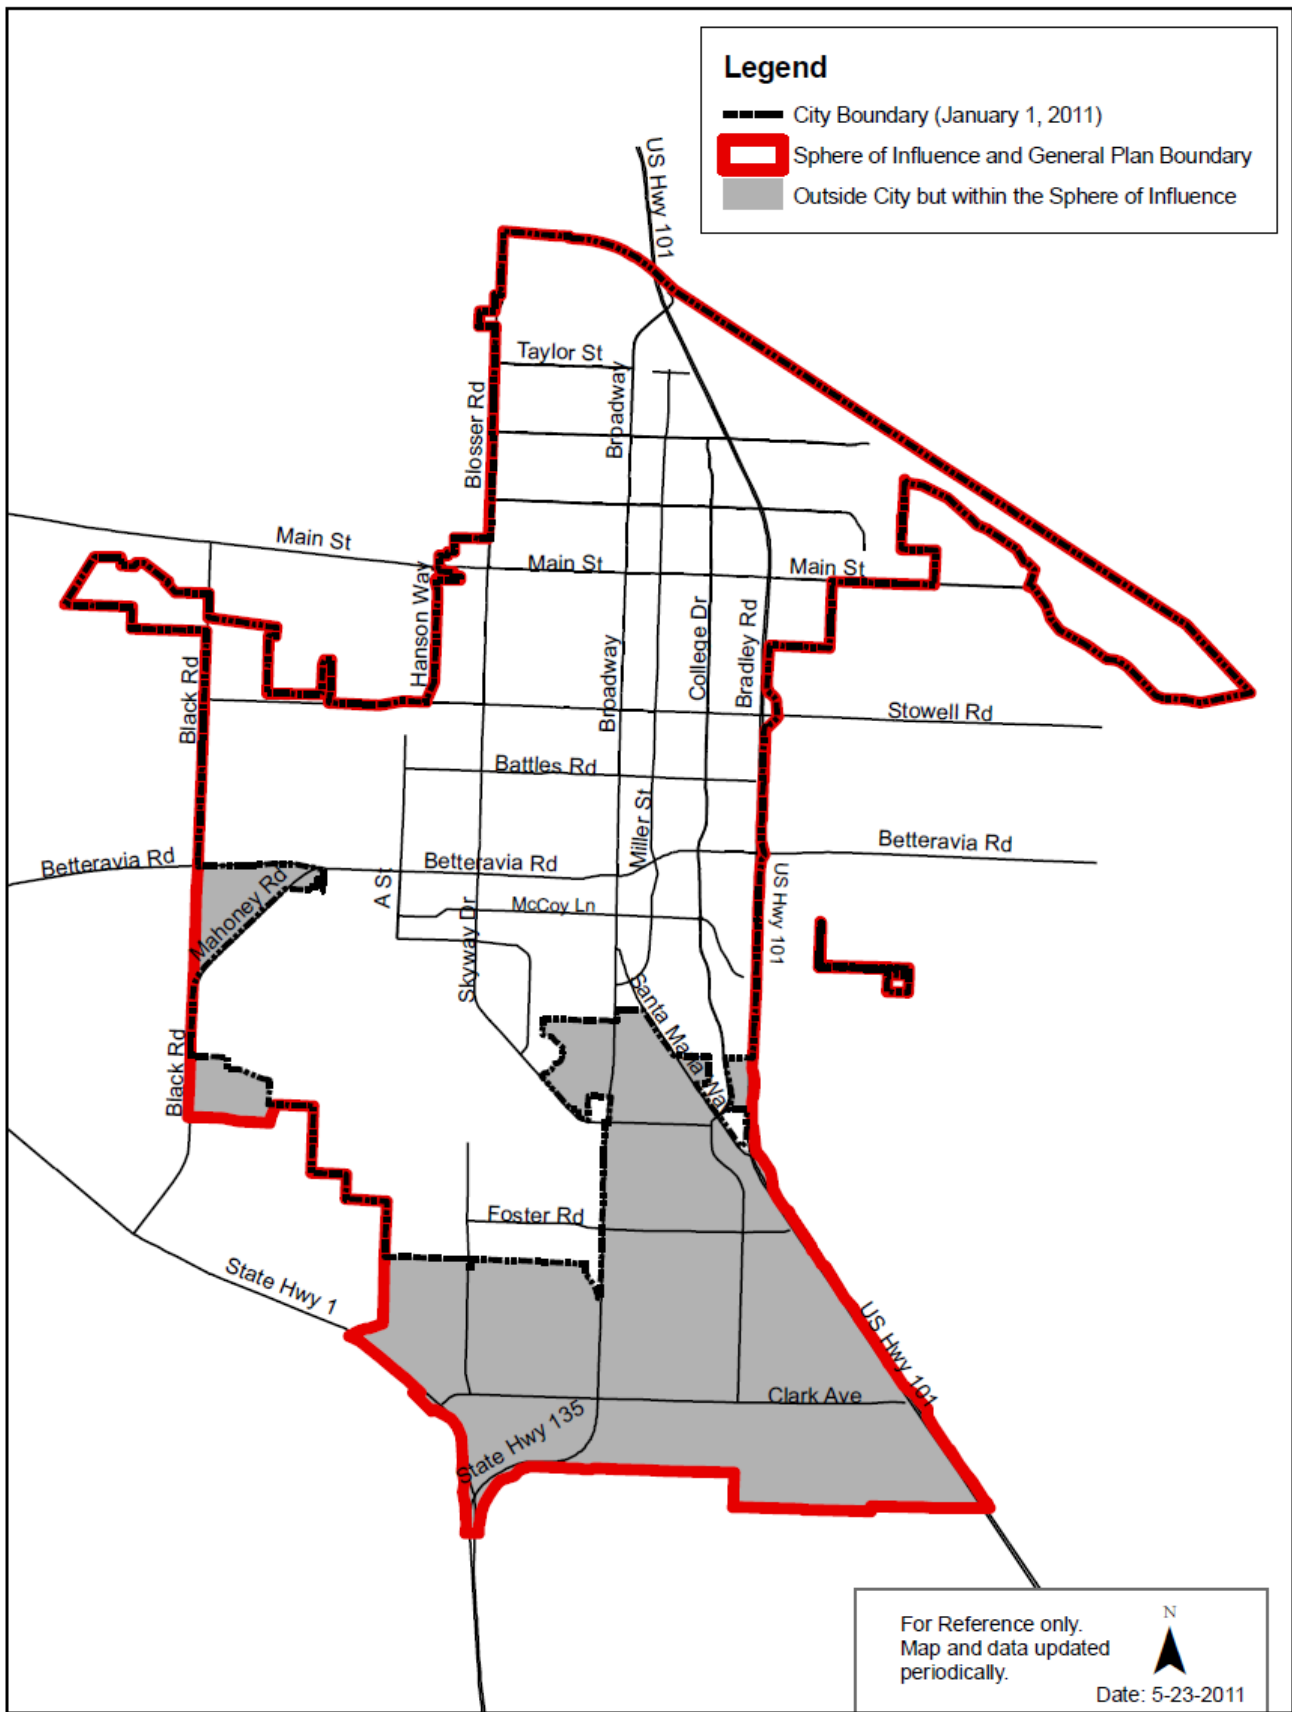 Legend
City Boundary (January 1, 2011)
Sphere of Influence and General Plan Boundary
Outside City but within the Sphere of Influence
US Hwy 101
Taylor St
Broadway
Blosser Rd
Main St
Main St
Main St
Hanson Way
College Dr
Bradley Rd
Broadway
Black Rd
Stowell Rd
Battles Rd
Miller St
Betteravia Rd
Betteravia Rd
Betteravia Rd
A St
US Hwy 101
Mahoney Rd
McCoy Ln
Skyway Dr
Santa Maria Way
Black Rd
Foster Rd
State Hwy 1
US Hwy 101
Clark Ave
State Hwy 135
For Reference only.
Map and data updated
periodically.
N
Date: 5-23-2011